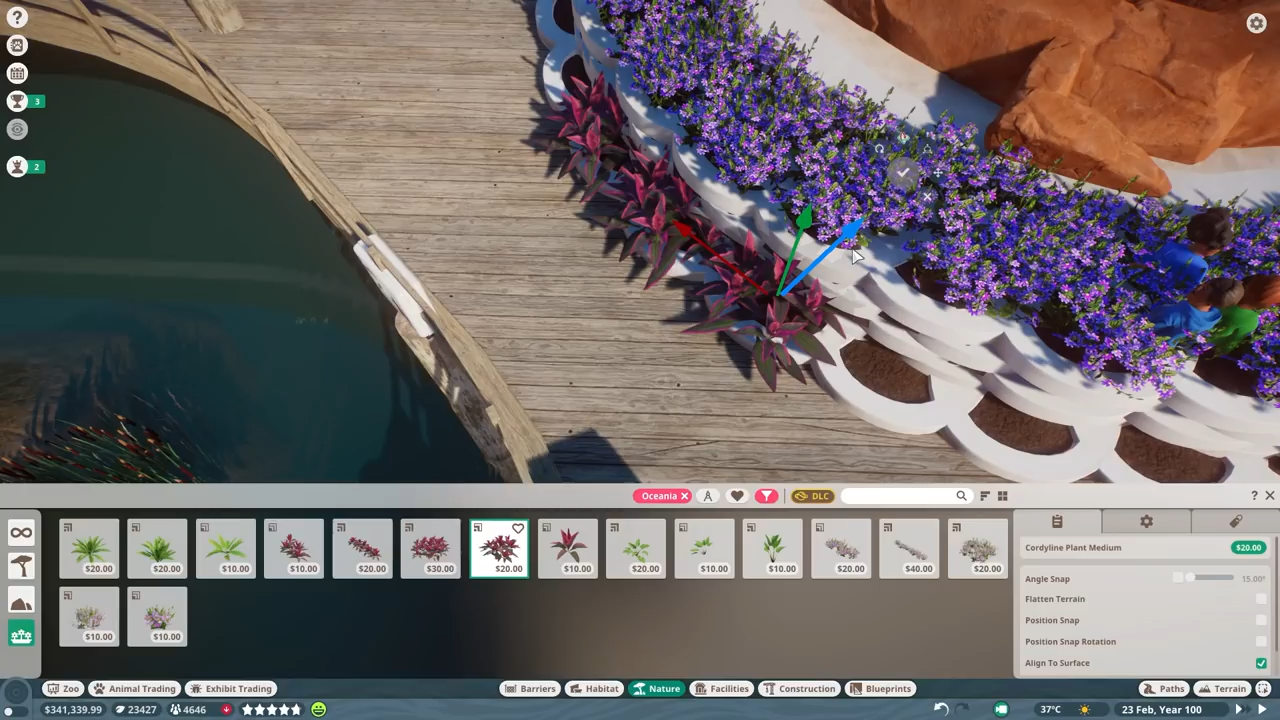 ?
3
2
Oceania ×
DLC
? ×
$20.00 $20.00 $10.00 $10.00 $20.00 $30.00 $20.00 $10.00 $20.00 $10.00 $10.00 $20.00 $40.00 $20.00
$10.00 $10.00
Cordyline Plant Medium $20.00
Angle Snap 15.00°
Flatten Terrain
Position Snap
Position Snap Rotation
Align To Surface
Zoo Animal Trading Exhibit Trading Barriers Habitat Nature Facilities Construction Blueprints Paths Terrain
$341,339.99 23427 4646 37°C 23 Feb, Year 100